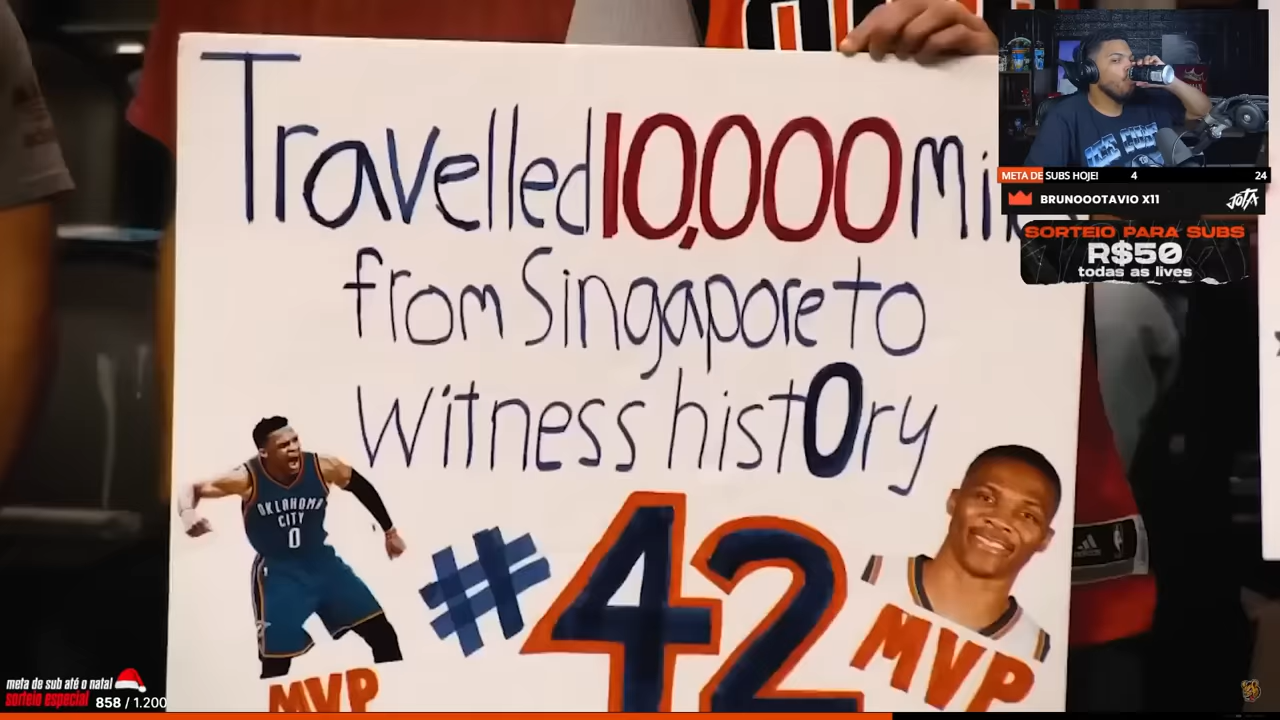 Travelled 10,000 Mi
from Singapore to
Witness histOry
#42
OKLAHOMA
CITY
0
MVP
MVP
META DE SUBS HOJE! 4 24
BRUNOOOTAVIO X11
JOTA
SORTEIO PARA SUBS
R$50
todas as lives
meta de sub até o natal
sorteio especial 858 / 1.200